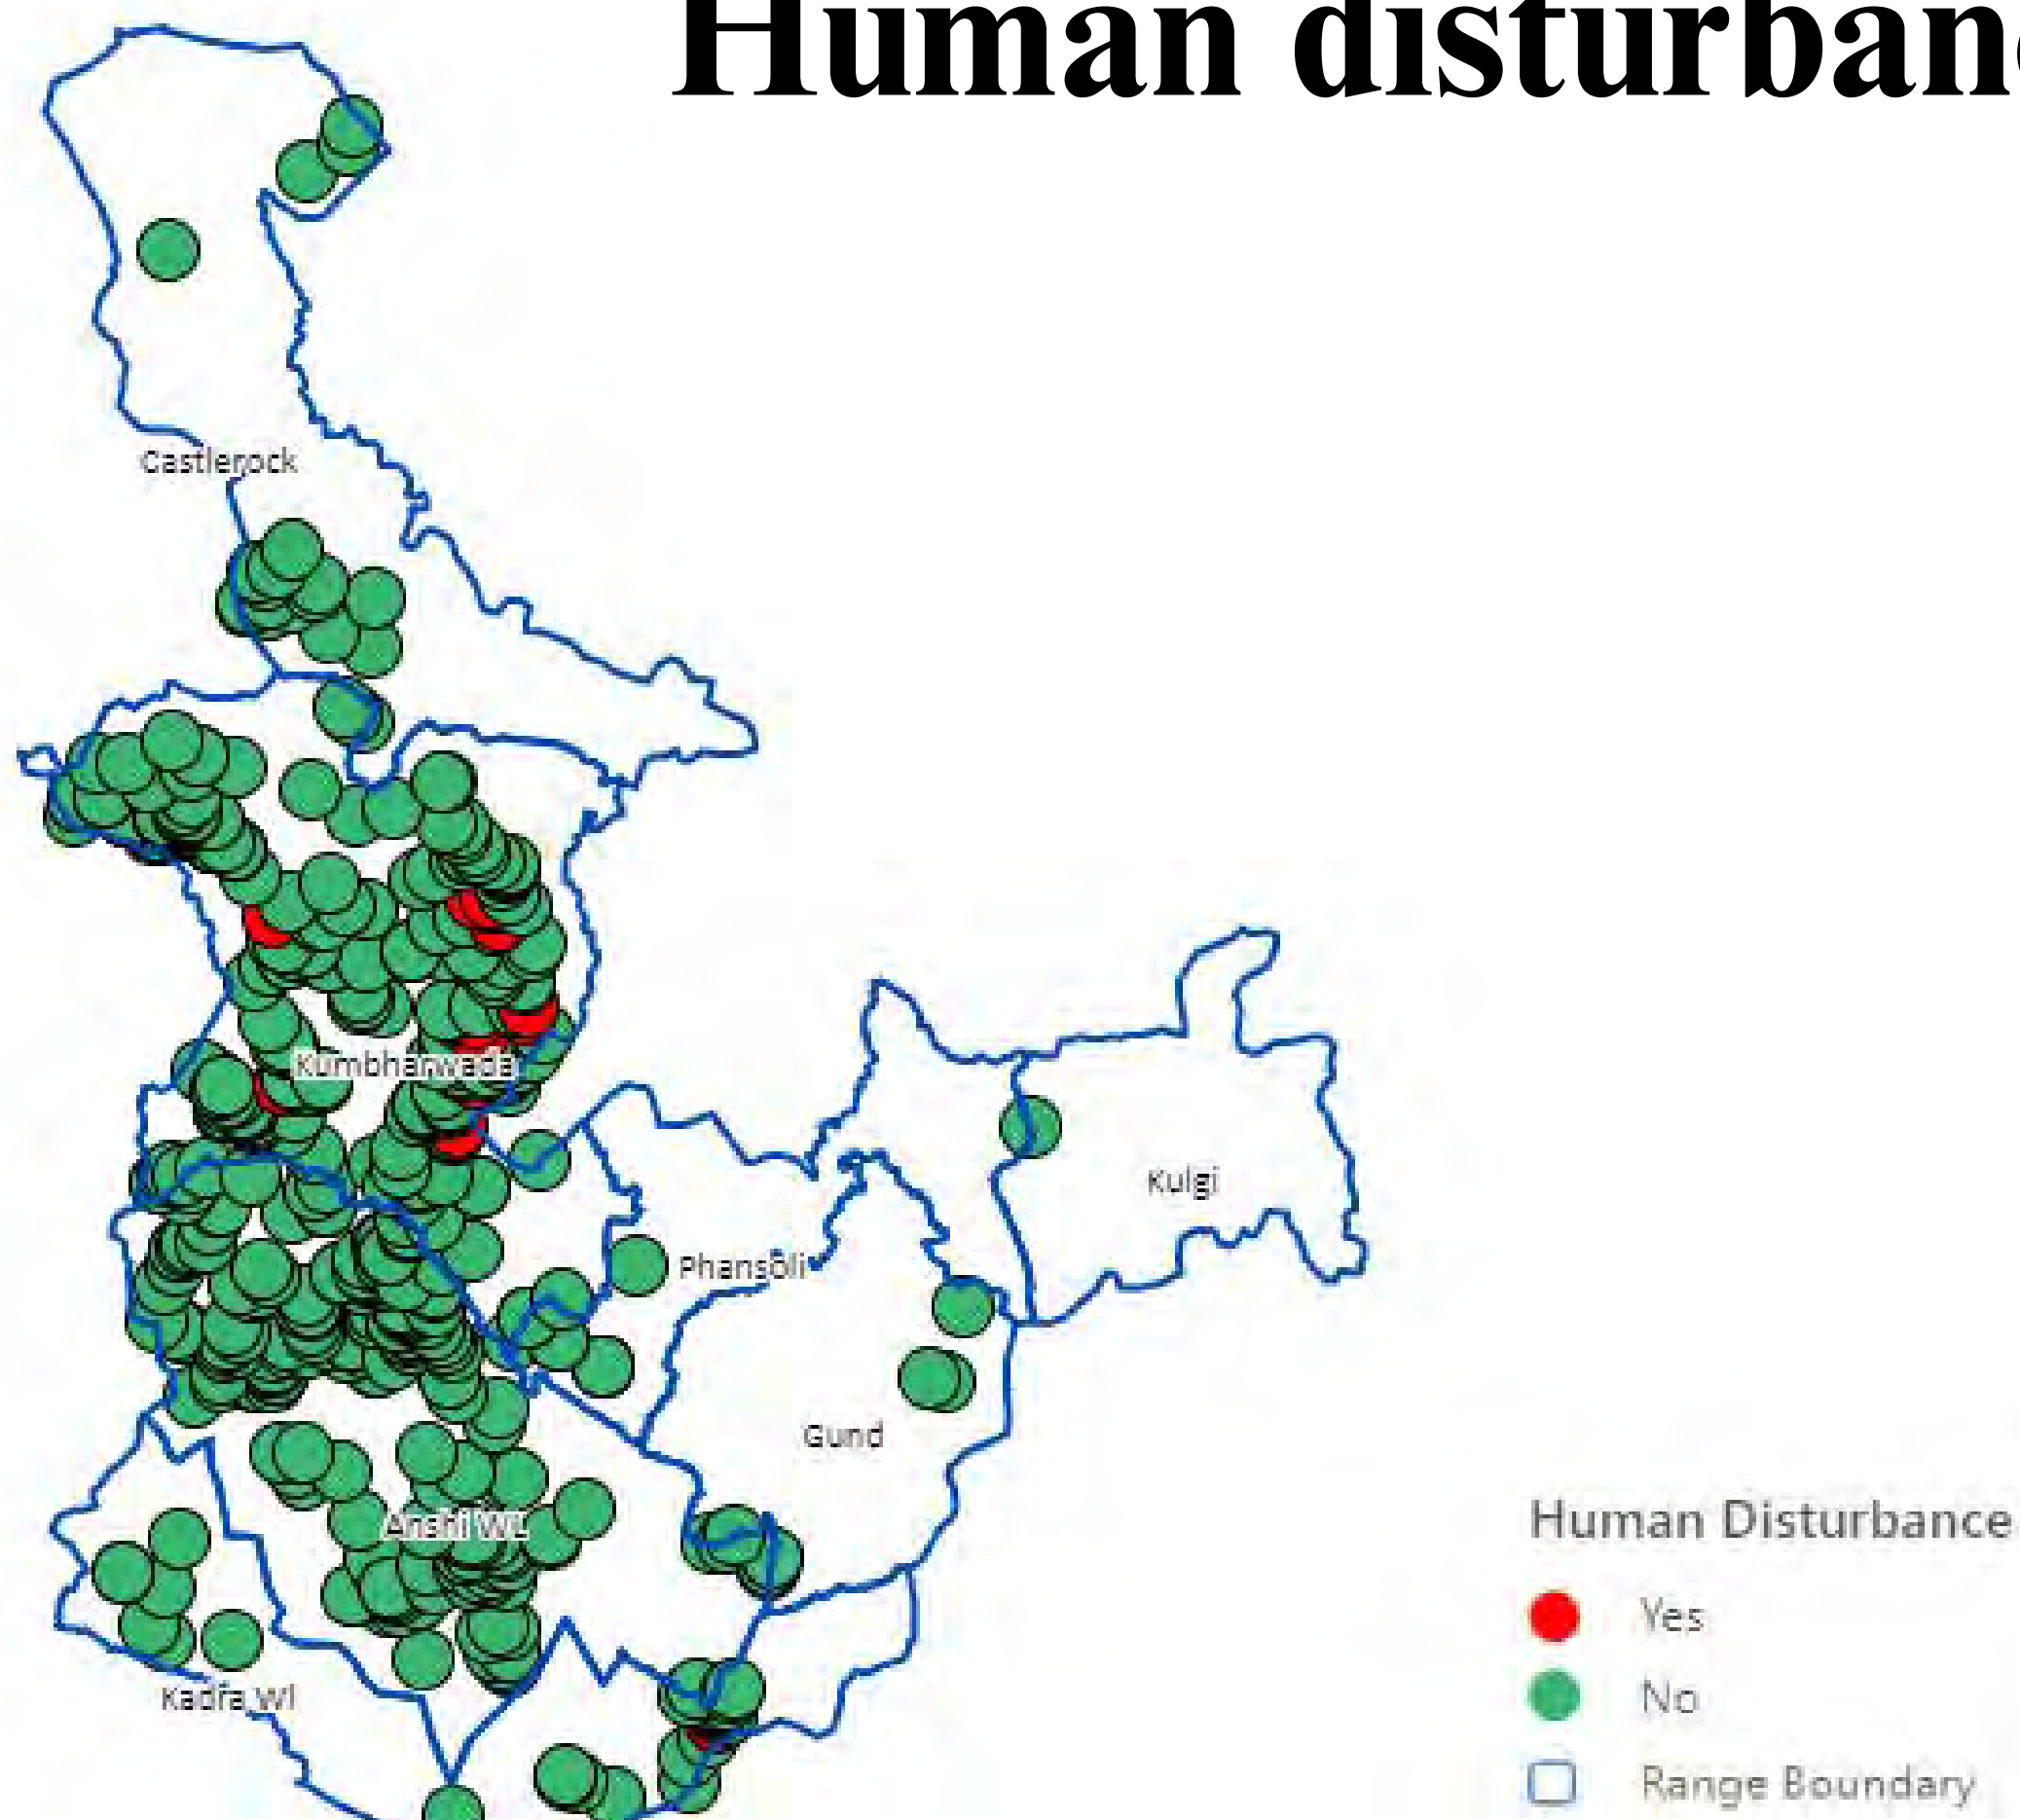 Human disturban
Castlerock
Kumbharwada
Kulgi
Phansoli
Gund
Anshi WL
Kadra Wl
Human Disturbance
Yes
No
Range Boundary